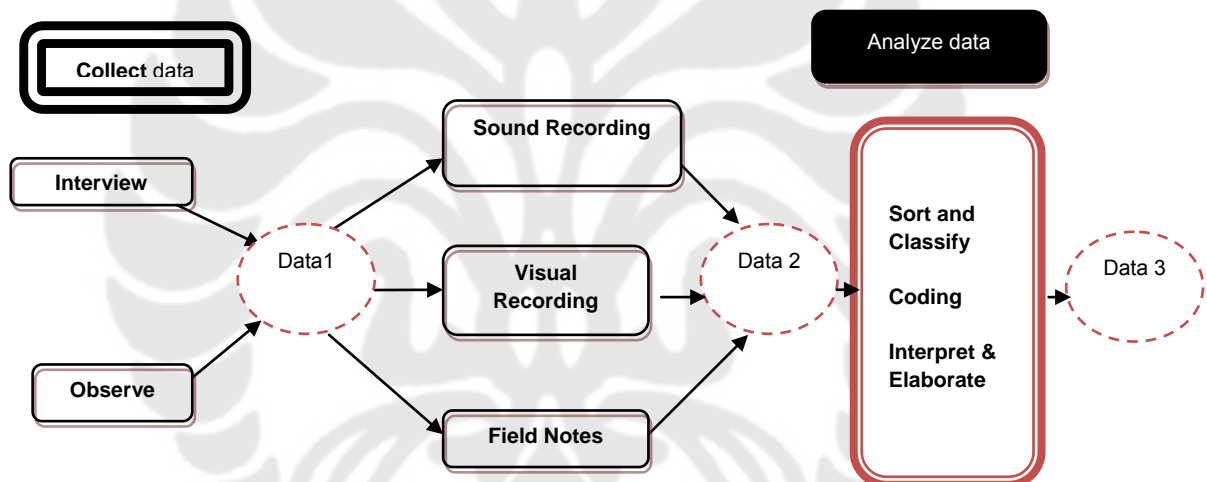 Collect data
Analyze data
Sound Recording
Interview
Data1
Visual
Recording
Data 2
Sort and
Classify
Coding
Interpret &
Elaborate
Data 3
Observe
Field Notes